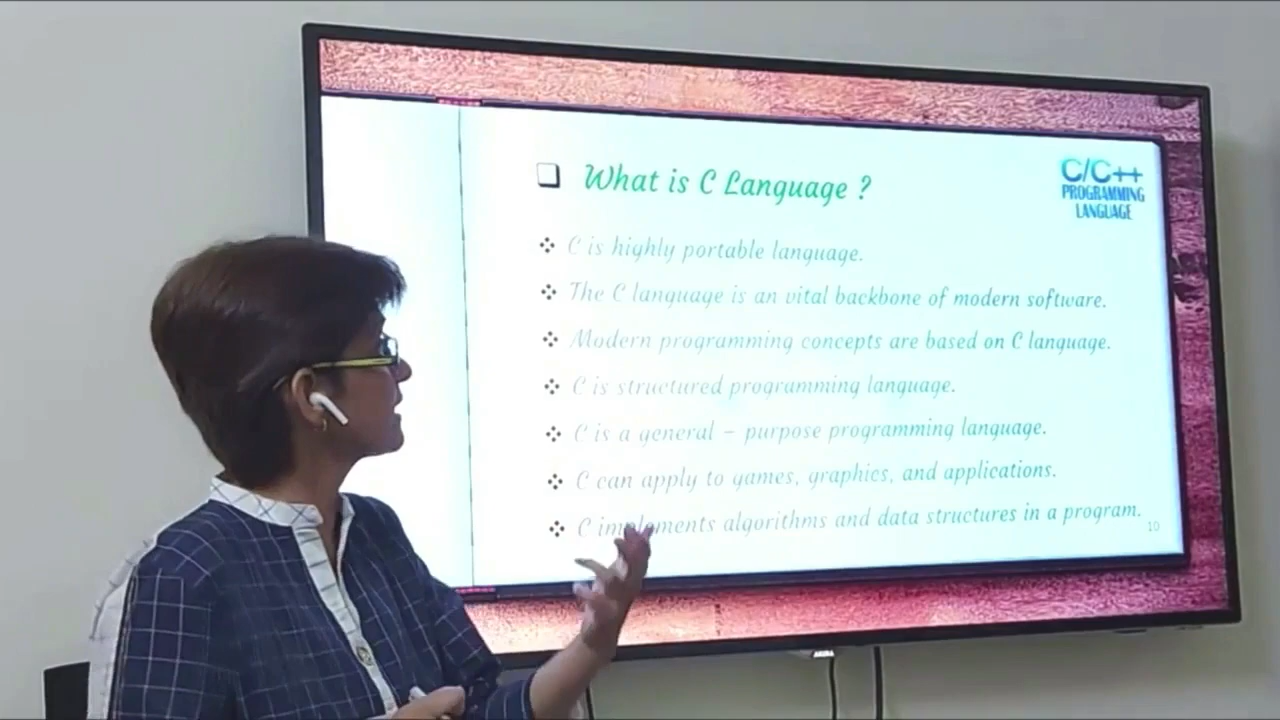 What is C Language ?
C/C++
PROGRAMMING
LANGUAGE
C is highly portable language.
The C language is an vital backbone of modern software.
Modern programming concepts are based on C language.
C is structured programming language.
C is a general – purpose programming language.
C can apply to games, graphics, and applications.
C implements algorithms and data structures in a program.
10